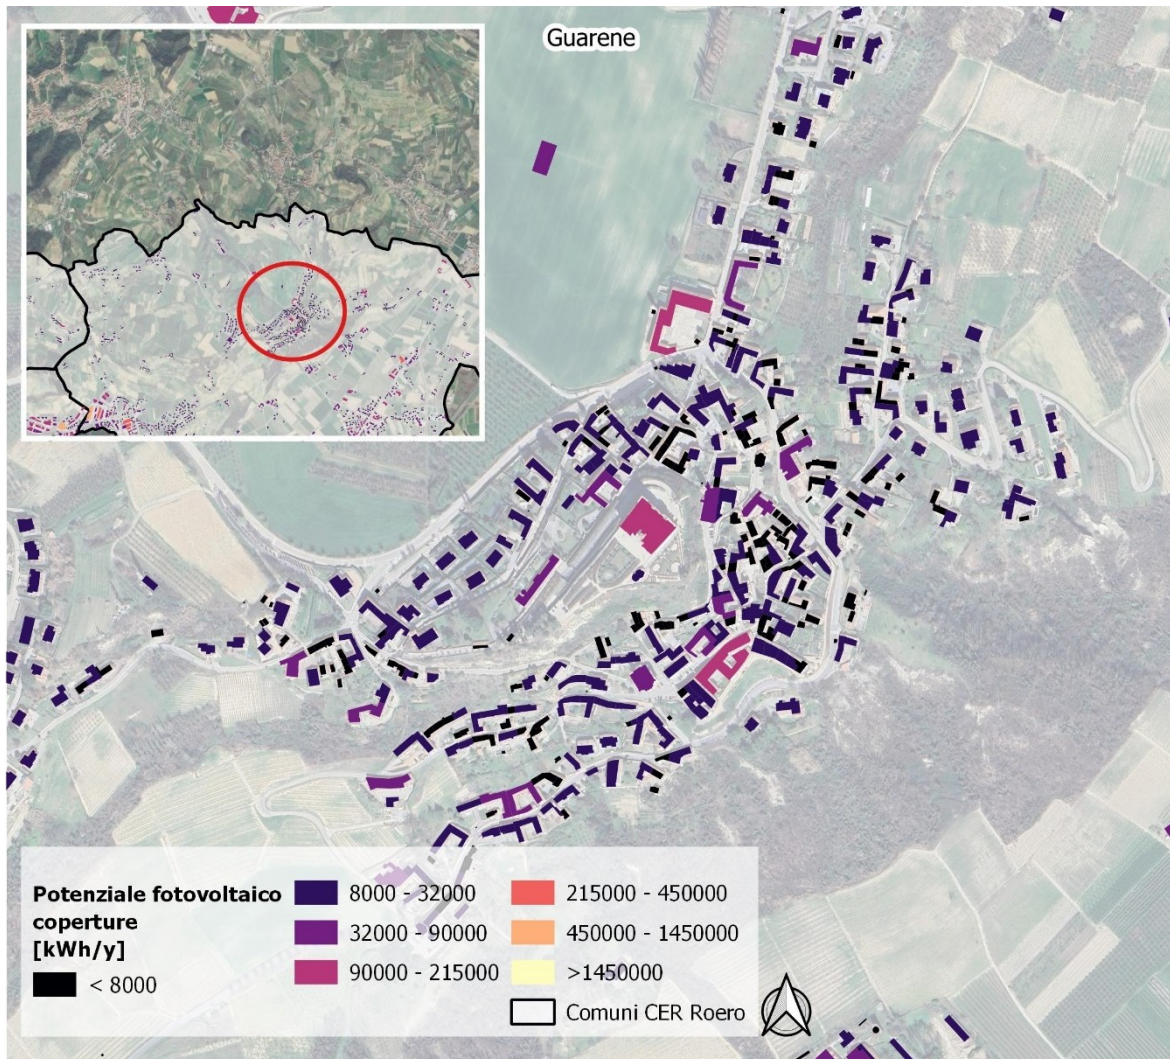 Guarene
Potenziale fotovoltaico
coperture
[kWh/y]
< 8000
8000 - 32000
32000 - 90000
90000 - 215000
215000 - 450000
450000 - 1450000
>1450000
Comuni CER Roero